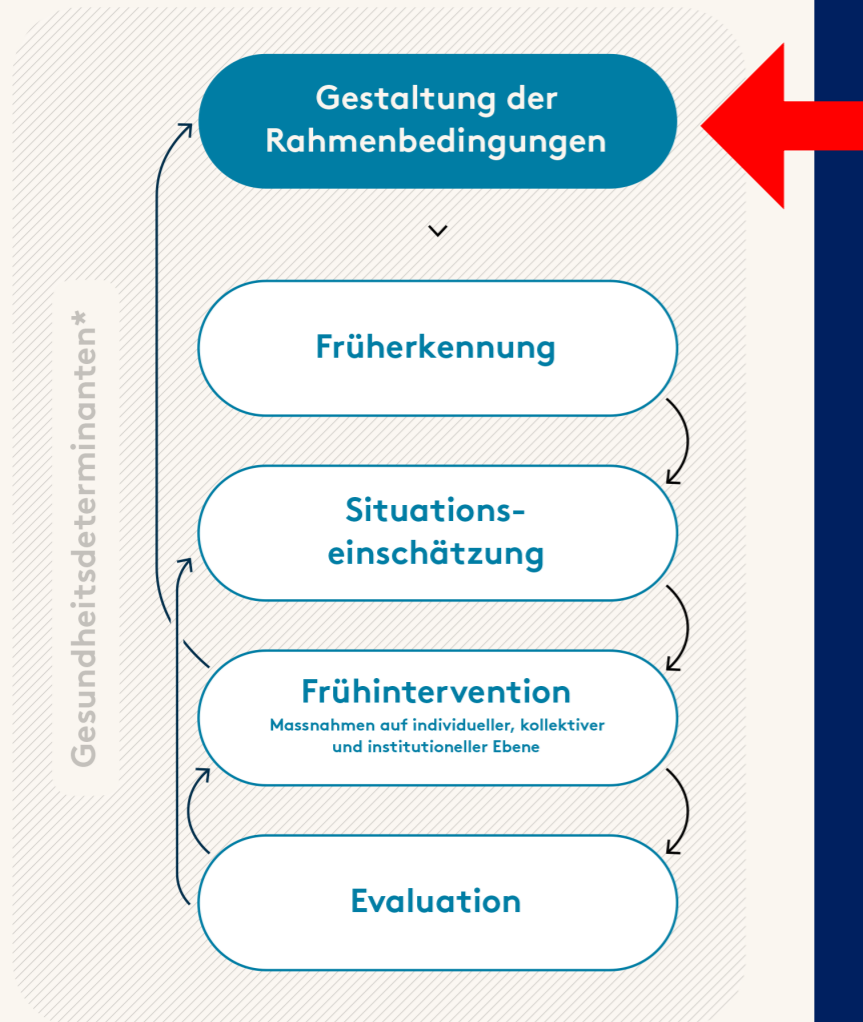 Gestaltung der
Rahmenbedingungen
Früherkennung
Situations-
einschätzung
Frühintervention
Massnahmen auf individueller, kollektiver
und institutioneller Ebene
Evaluation
Gesundheitsdeterminanten*